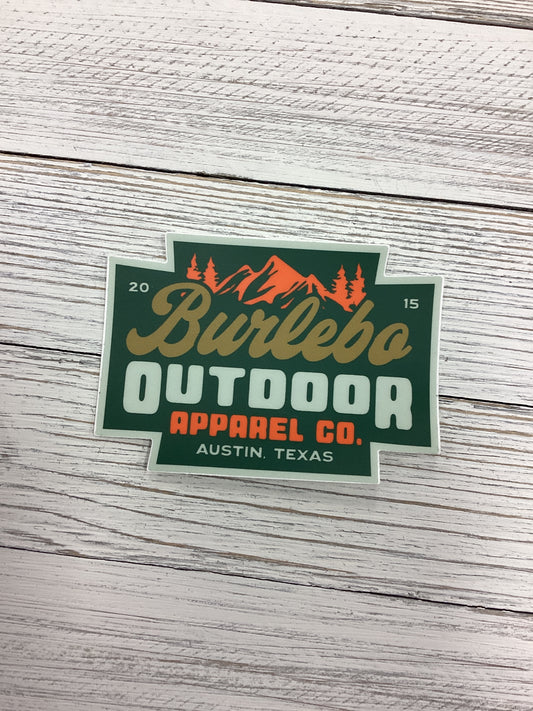 20 15
Burlebo
OUTDOOR
APPAREL CO.
AUSTIN, TEXAS